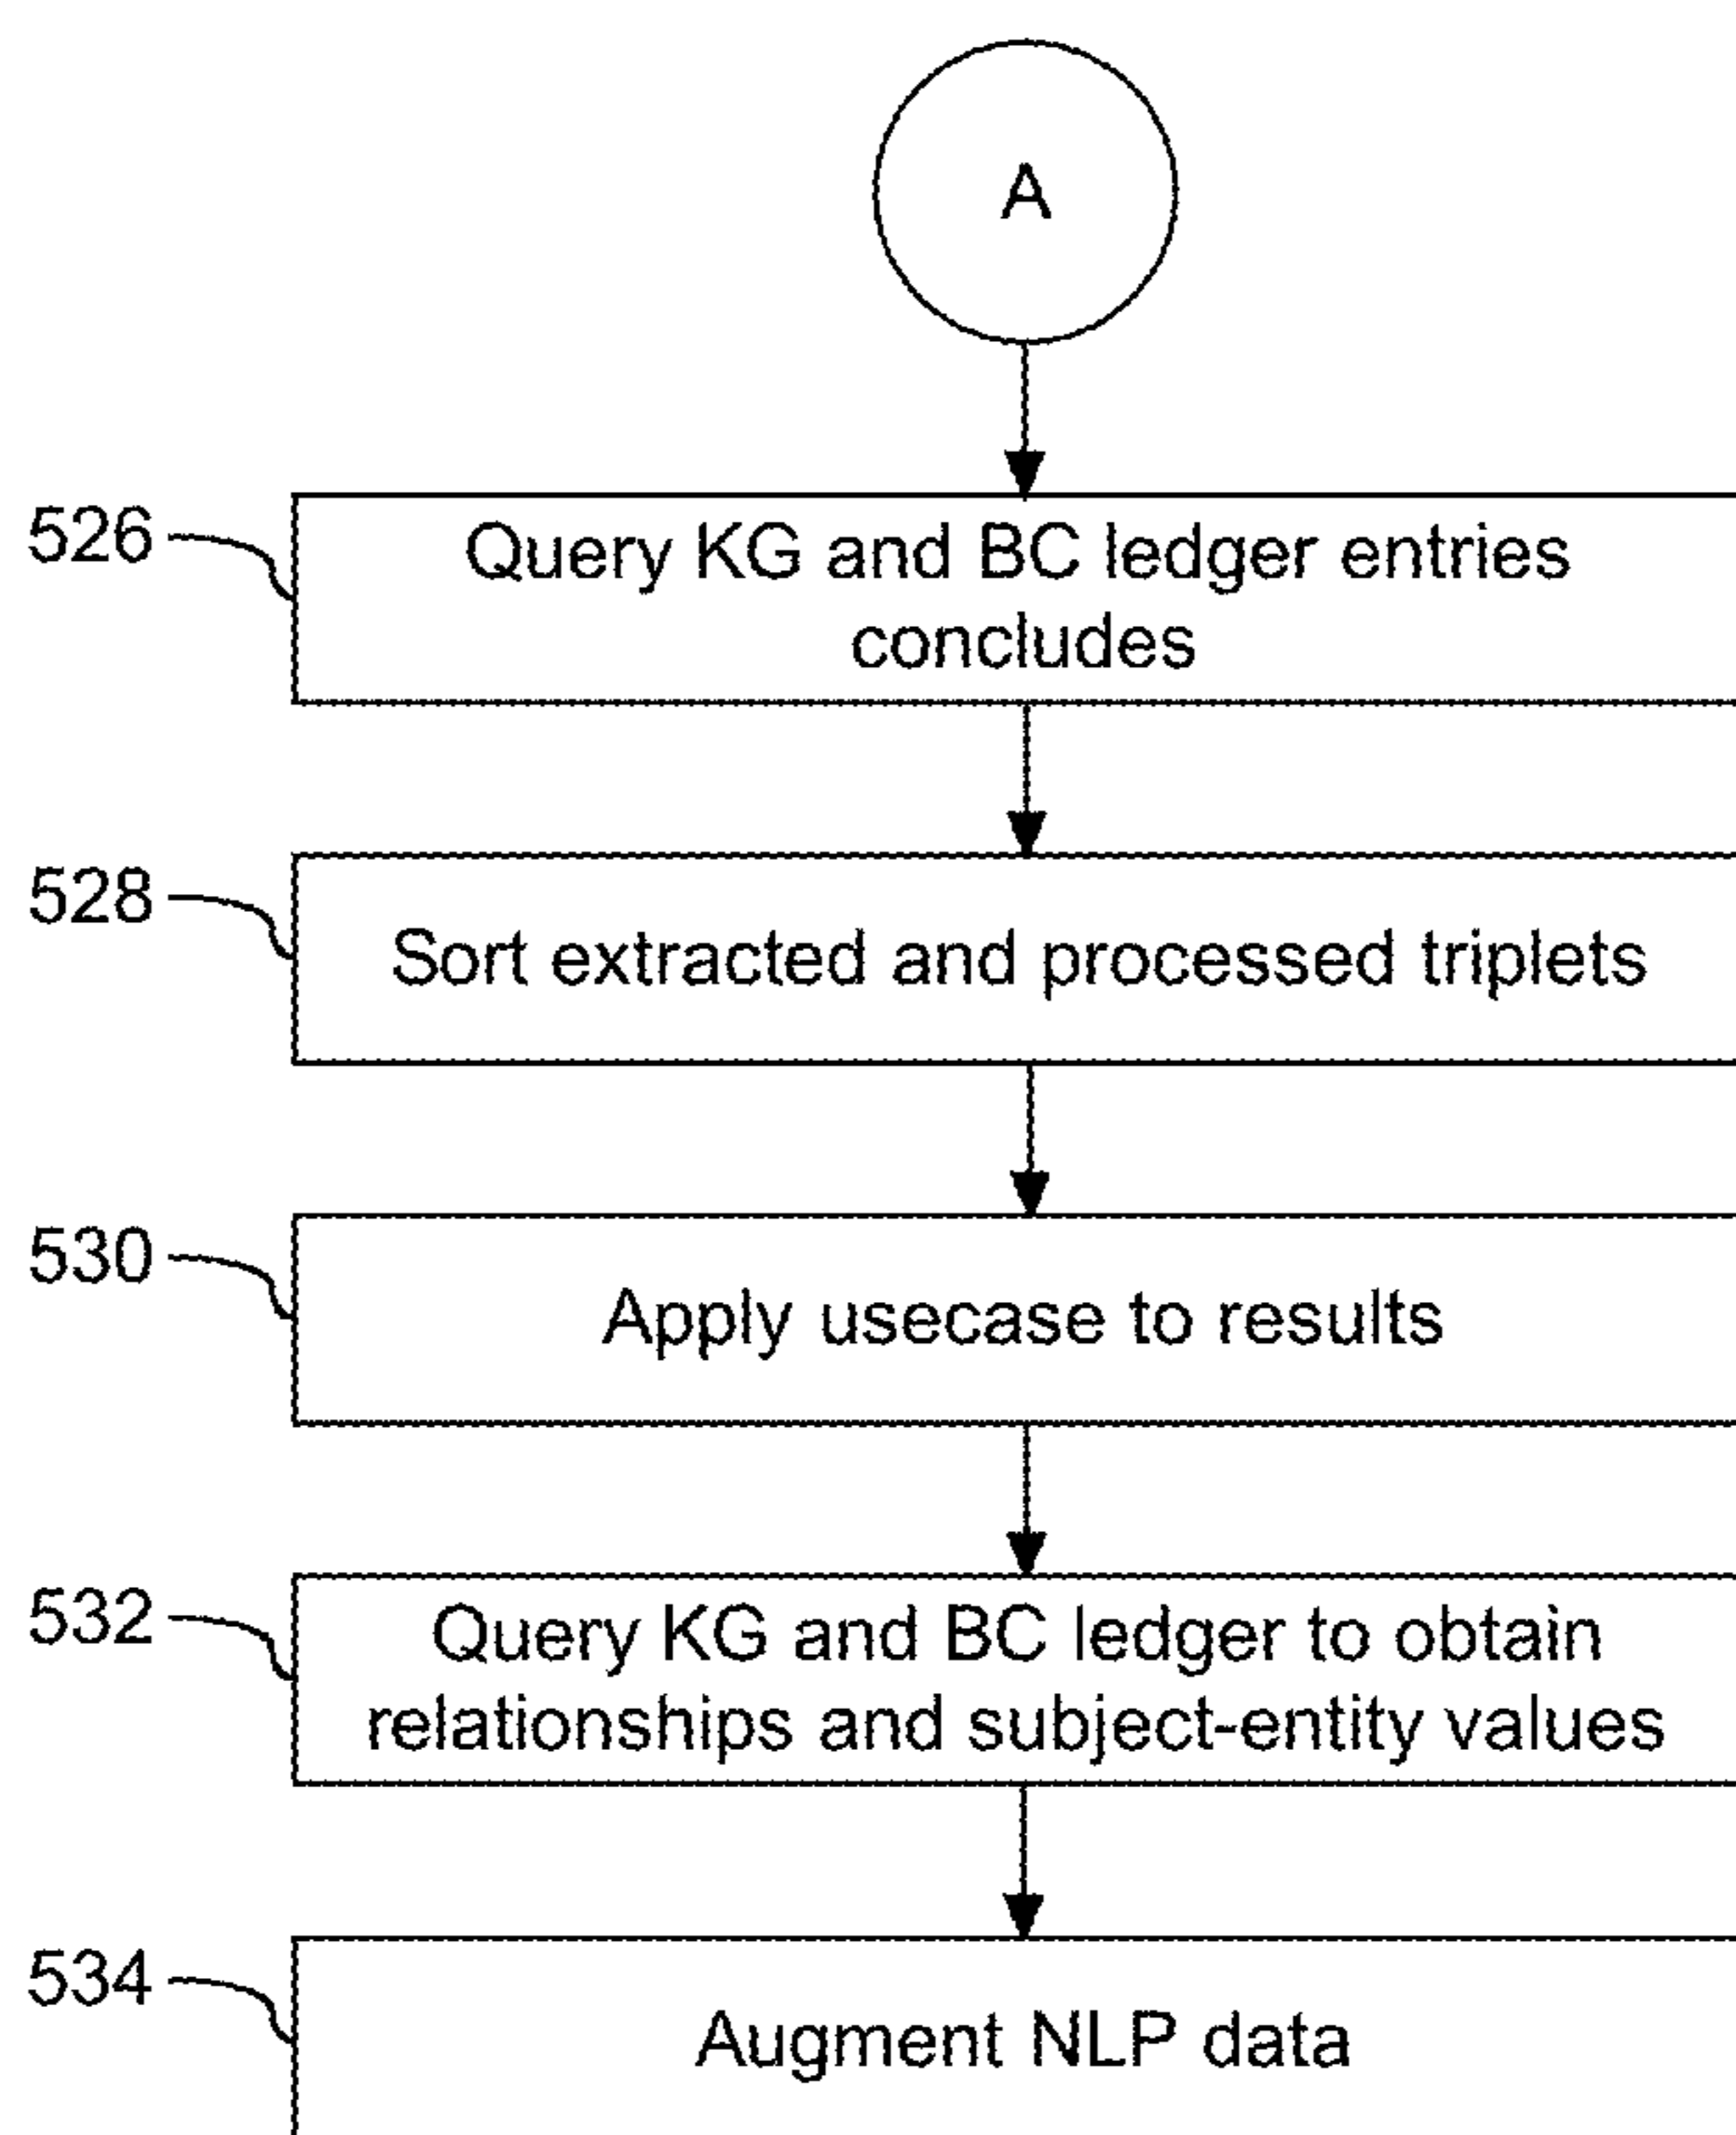 A
526
Query KG and BC ledger entries
concludes
528
Sort extracted and processed triplets
530
Apply usecase to results
532
Query KG and BC ledger to obtain
relationships and subject-entity values
534
Augment NLP data